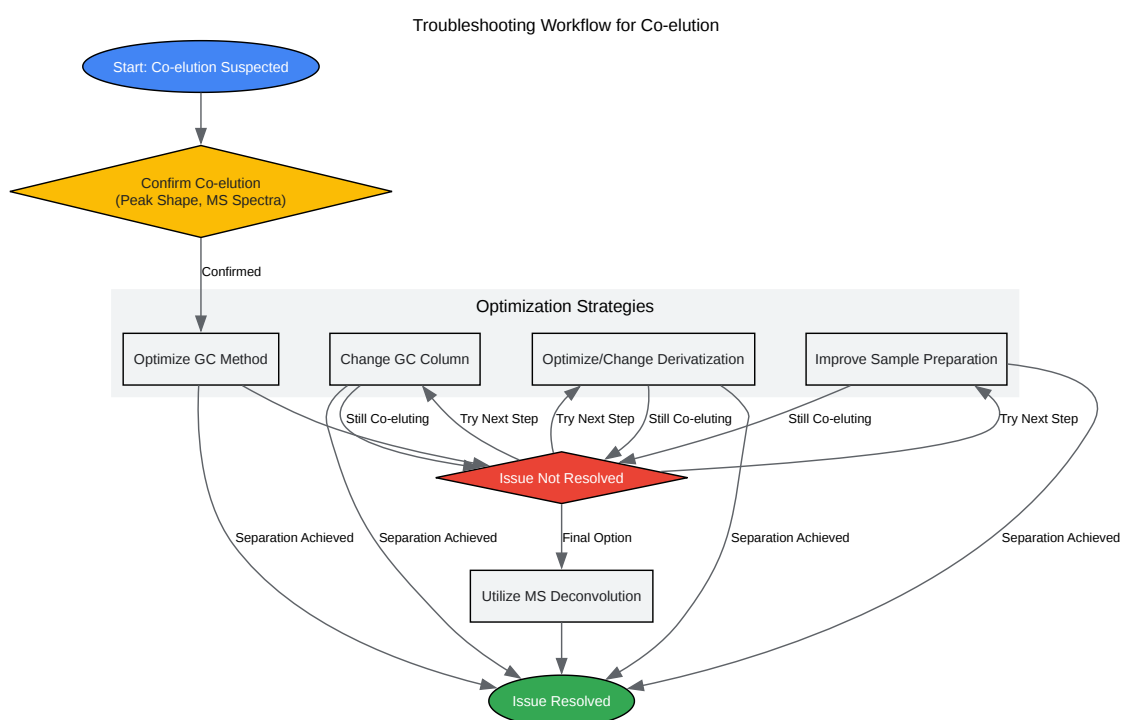 Troubleshooting Workflow for Co-elution
Start: Co-elution Suspected
Confirm Co-elution
(Peak Shape, MS Spectra)
Confirmed
Optimization Strategies
Optimize GC Method
Change GC Column
Optimize/Change Derivatization
Improve Sample Preparation
Still Co-eluting
Try Next Step
Try Next Step
Still Co-eluting
Still Co-eluting
Try Next Step
Issue Not Resolved
Separation Achieved
Separation Achieved
Final Option
Separation Achieved
Separation Achieved
Utilize MS Deconvolution
Issue Resolved